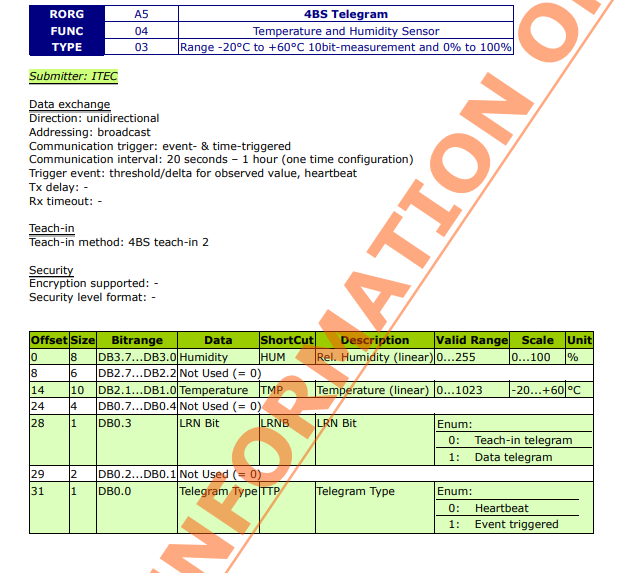 RORG A5 4BS Telegram
FUNC 04 Temperature and Humidity Sensor
TYPE 03 Range -20°C to +60°C 10bit-measurement and 0% to 100%
Submitter: ITEC
Data exchange
Direction: unidirectional
Addressing: broadcast
Communication trigger: event- & time-triggered
Communication interval: 20 seconds – 1 hour (one time configuration)
Trigger event: threshold/delta for observed value, heartbeat
Tx delay: -
Rx timeout: -
Teach-in
Teach-in method: 4BS teach-in 2
Security
Encryption supported: -
Security level format: -
Offset Size Bitrange Data ShortCut Description Valid Range Scale Unit
0 8 DB3.7...DB3.0 Humidity HUM Rel. Humidity (linear) 0...255 0...100 %
8 6 DB2.7...DB2.2 Not Used (= 0)
14 10 DB2.1...DB1.0 Temperature TMP Temperature (linear) 0...1023 -20...+60 °C
24 4 DB0.7...DB0.4 Not Used (= 0)
28 1 DB0.3 LRN Bit LRNB LRN Bit Enum:
0: Teach-in telegram
1: Data telegram
29 2 DB0.2...DB0.1 Not Used (= 0)
31 1 DB0.0 Telegram Type TTP Telegram Type Enum:
0: Heartbeat
1: Event triggered
INFORMATION O